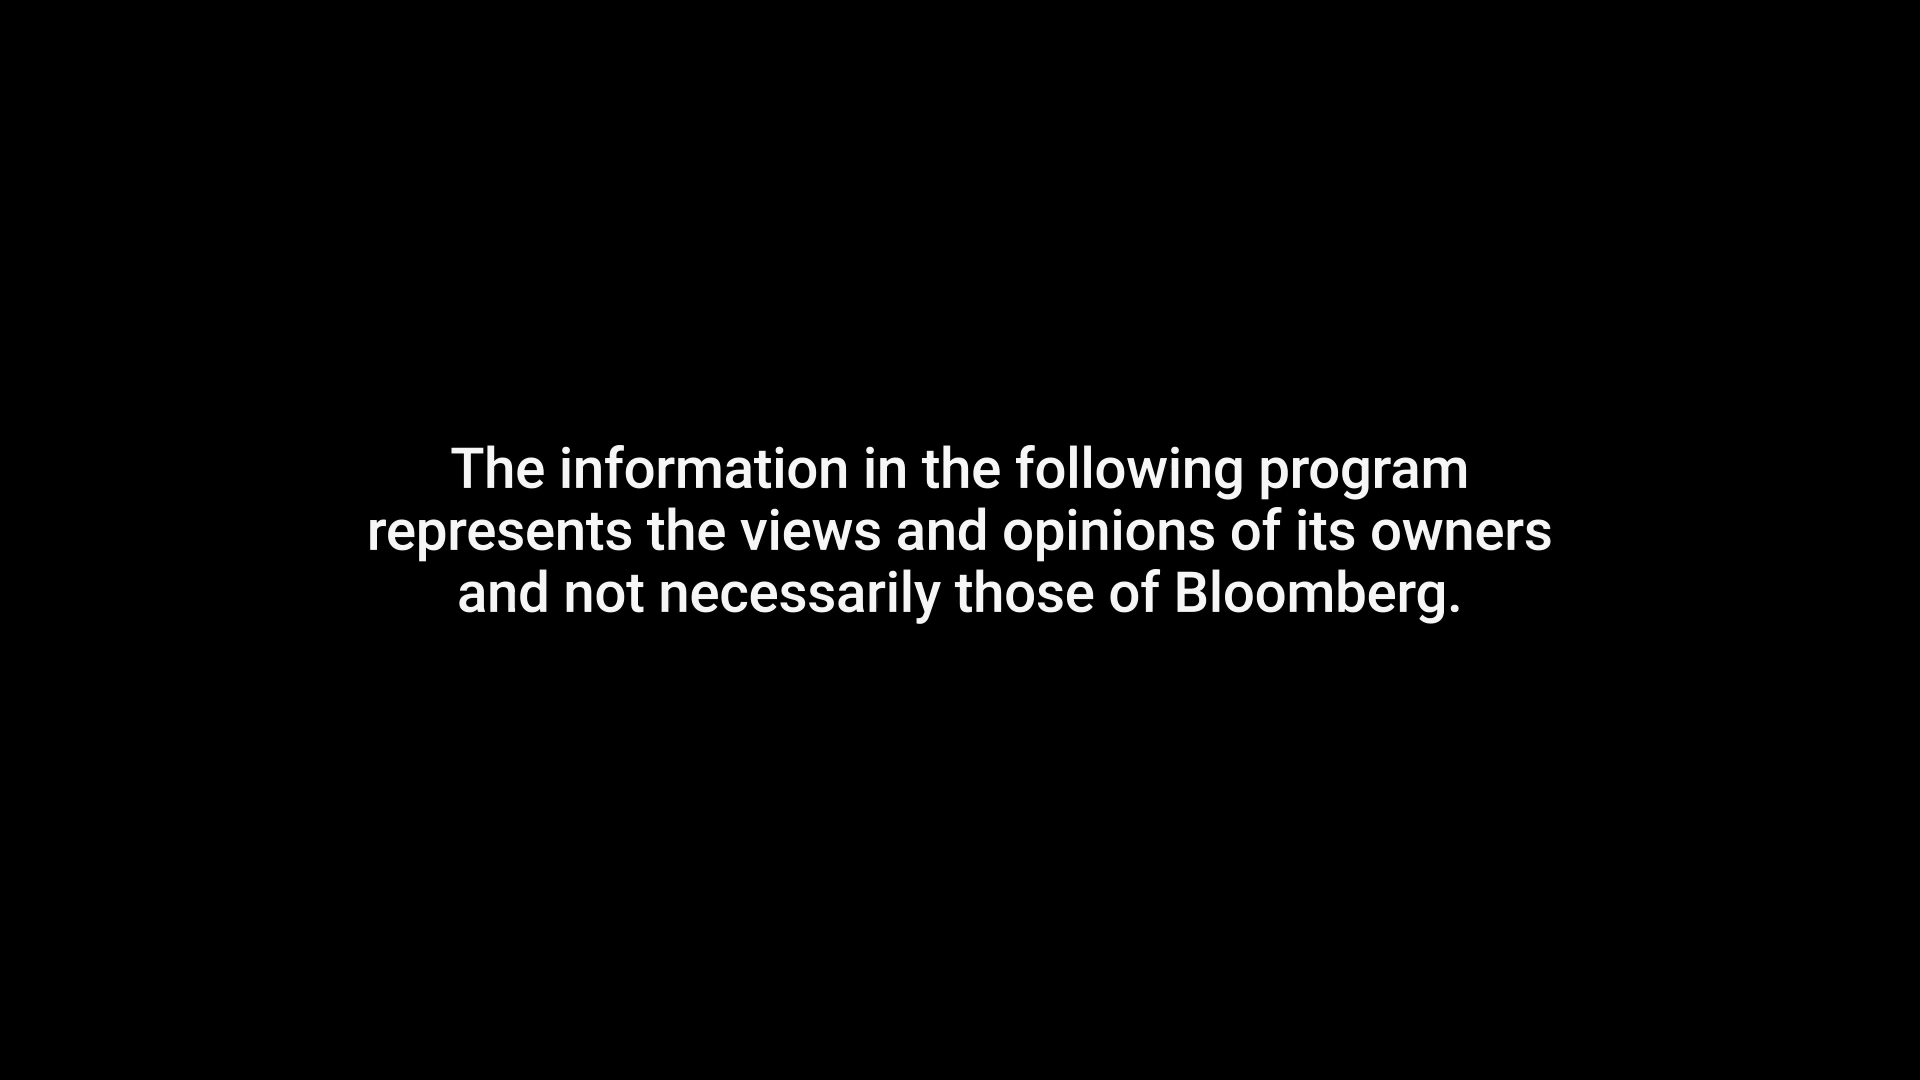 The information in the following program
represents the views and opinions of its owners
and not necessarily those of Bloomberg.